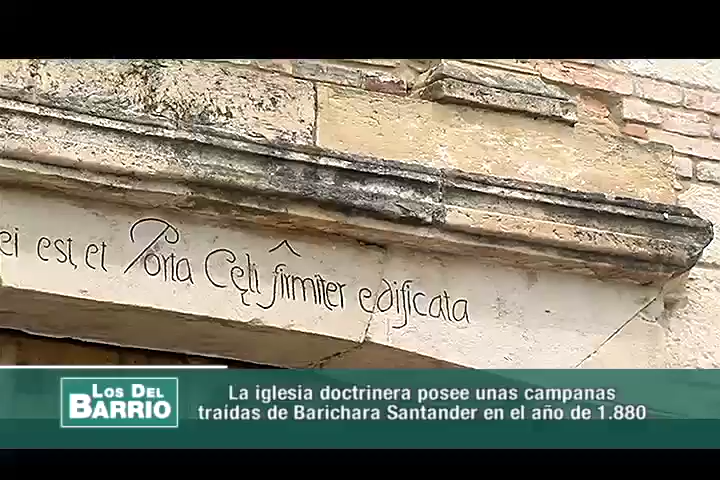 ei est, et Porta Cęli firmiter edificata
LOS DEL
BARRIO
La iglesia doctrinera posee unas campanas
traídas de Barichara Santander en el año de 1.880